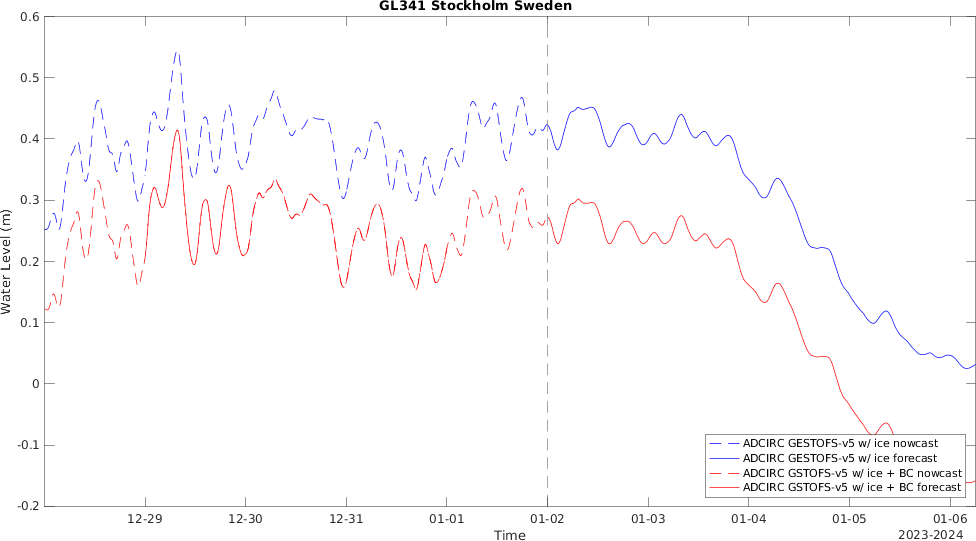 GL341 Stockholm Sweden
0.6
0.5
0.4
0.3
0.2
0.1
0
-0.1
-0.2
Water Level (m)
ADCIRC GESTOFS-v5 w/ ice nowcast
ADCIRC GESTOFS-v5 w/ ice forecast
ADCIRC GSTOFS-v5 w/ ice + BC nowcast
ADCIRC GSTOFS-v5 w/ ice + BC forecast
12-29 12-30 12-31 01-01 01-02 01-03 01-04 01-05 01-06
Time
2023-2024